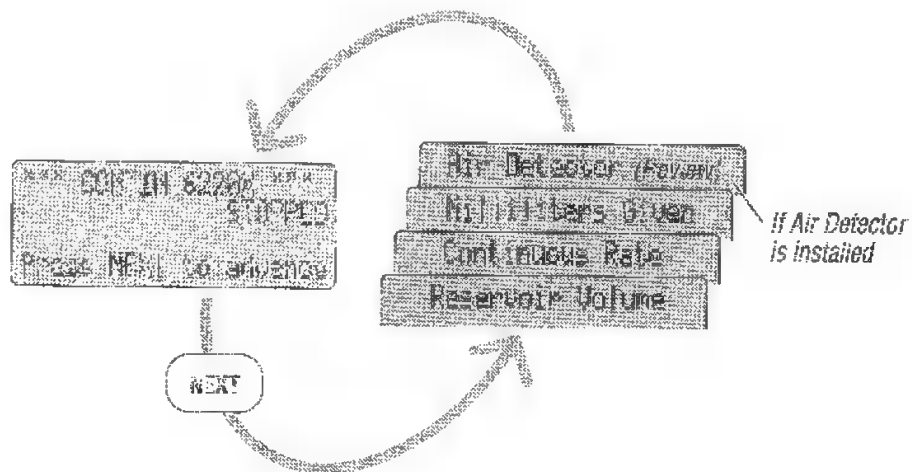 STOPPED
Press NEXT to advance
NEXT
Air Detector
Milliliters Given
Continuous Rate
Reservoir Volume
If Air Detector
is installed